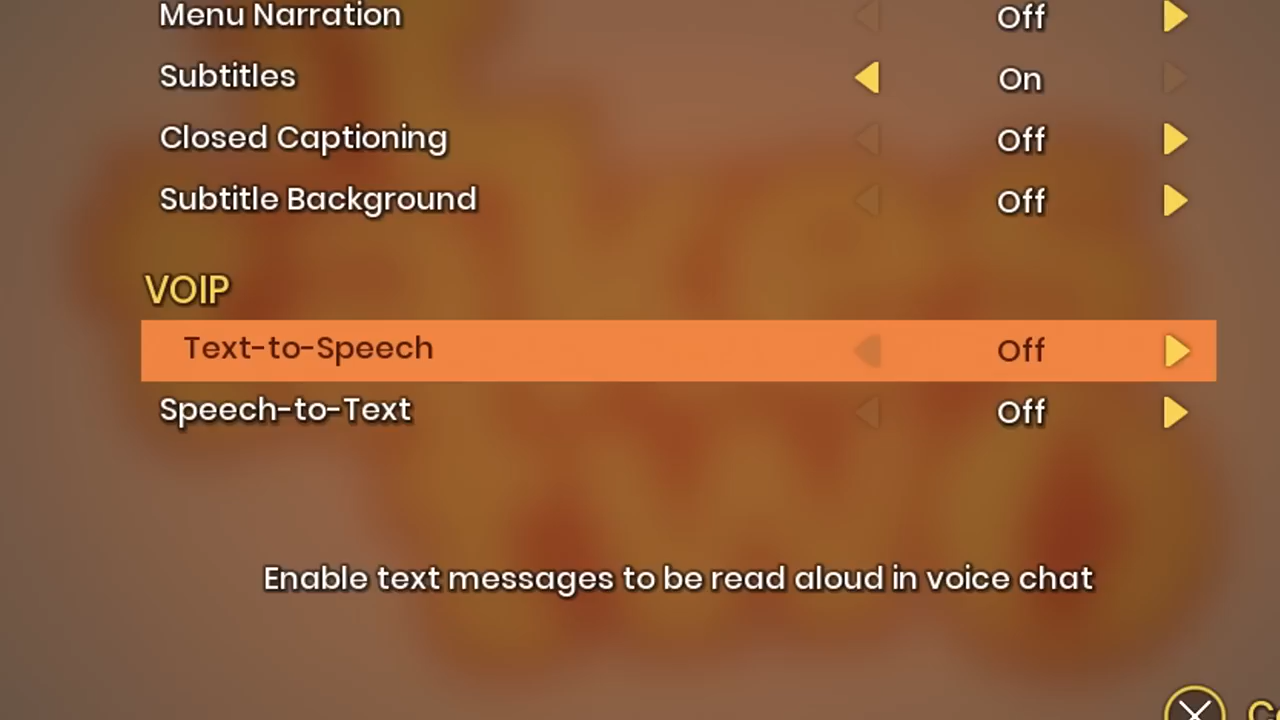 Menu Narration Off
Subtitles On
Closed Captioning Off
Subtitle Background Off
VOIP
Text-to-Speech Off
Speech-to-Text Off
Enable text messages to be read aloud in voice chat